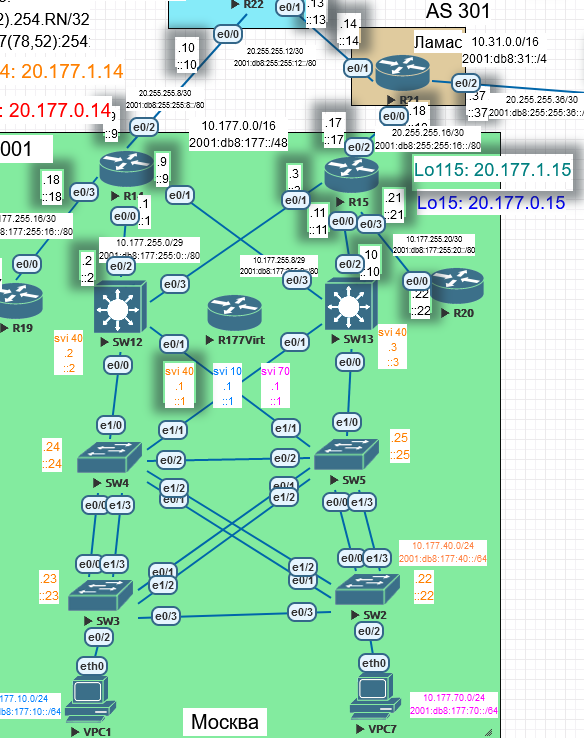 R22
e0/1
.13
::13
AS 301
).254.RN/32
7(78,52):254
.10
::10
e0/0
.14
::14
Ламас
10.31.0.0/16
2001:db8:31::/4
4: 20.177.1.14
20.255.255.12/30
2001:db8:255:255:12::/80
e0/1
R21
e0/2
.37
::37
20.255.255.36/30
2001:db8:255:255:36::/
: 20.177.0.14
20.255.255.8/30
2001:db8:255:255:8::/80
::9
e0/2
10.177.0.0/16
2001:db8:177::/48
.17
::17
e0/0
.18
20.255.255.16/30
2001:db8:255:255:16::/80
001
.9
::9
e0/2
.18
::18
e0/3
R14
e0/1
.3
R15
Lo115: 20.177.1.15
e0/1
.21
::21
Lo15: 20.177.0.15
.1
::1
e0/0
.11
::11
e0/0
e0/3
177.255.16/30
8:177:255:16::/80
10.177.255.0/29
2001:db8:177:255:0::/80
.10
::10
10.177.255.20/30
2001:db8:177:255:20::/80
e0/0
.2
::2
e0/2
10.177.255.8/29
e0/2
e0/3
e0/3
e0/0
.22
::22
R20
R19
SW12
R177Virt
SW13
svi 40
.2
::2
e0/1
e0/1
svi 40
.3
::3
svi 40
.1
::1
svi 10
.1
::1
svi 70
.1
::1
e0/0
e0/0
e1/0
e1/0
e1/1
e1/1
.24
::24
e0/2
e0/2
.25
::25
SW4
SW5
e1/2
e0/1
e0/1
e1/2
e0/0
e1/3
e0/0
e1/3
10.177.40.0/24
2001:db8:177:40::/64
e0/0
e1/3
e0/1
e1/2
e1/2
e0/1
e0/0
e1/3
.23
::23
.22
::22
SW3
e0/3
e0/3
SW2
e0/2
e0/2
eth0
eth0
177.10.0/24
db8:177:10::/64
10.177.70.0/24
2001:db8:177:70::/64
VPC1
Москва
VPC7